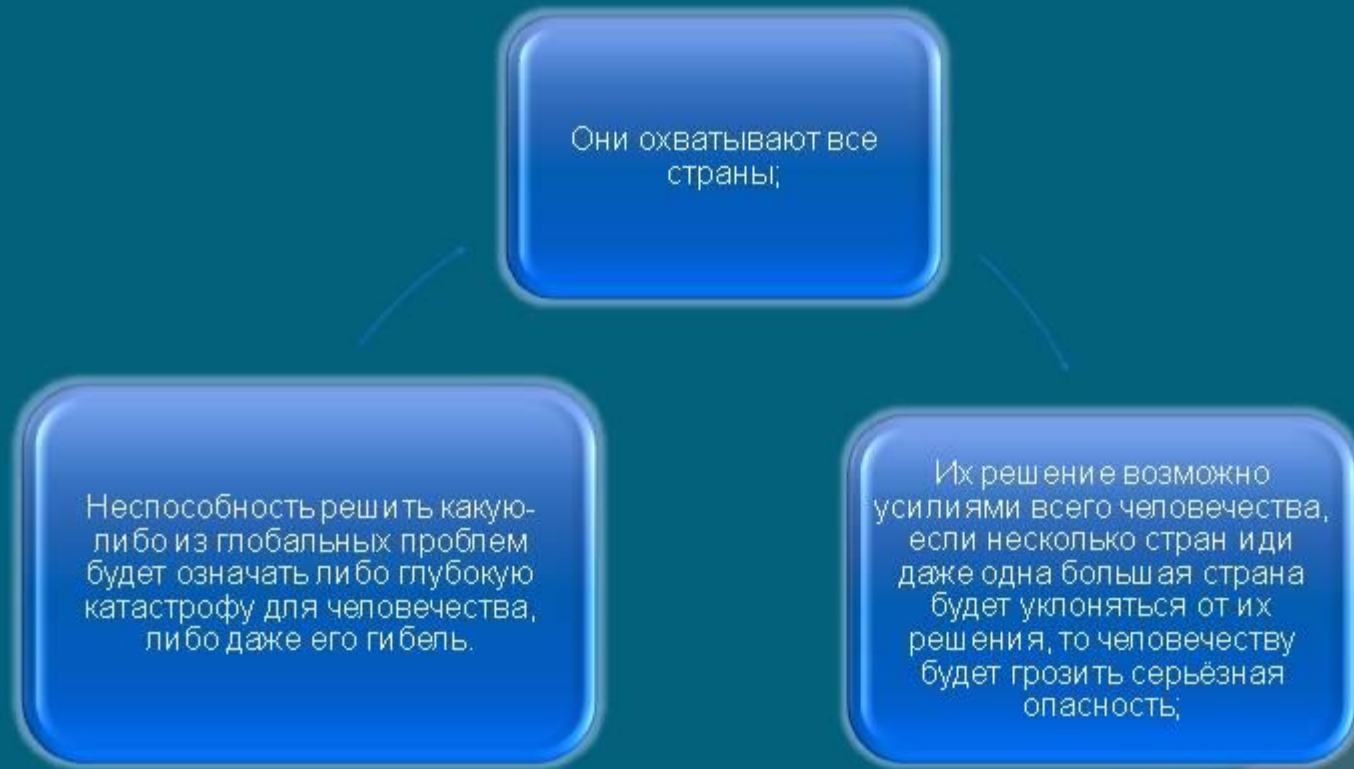 Они охватывают все
страны;
Неспособность решить какую-
либо из глобальных проблем
будет означать либо глубокую
катастрофу для человечества,
либо даже его гибель.
Их решение возможно
усилиями всего человечества,
если несколько стран иди
даже одна большая страна
будет уклоняться от их
решения, то человечеству
будет грозить серьёзная
опасность;